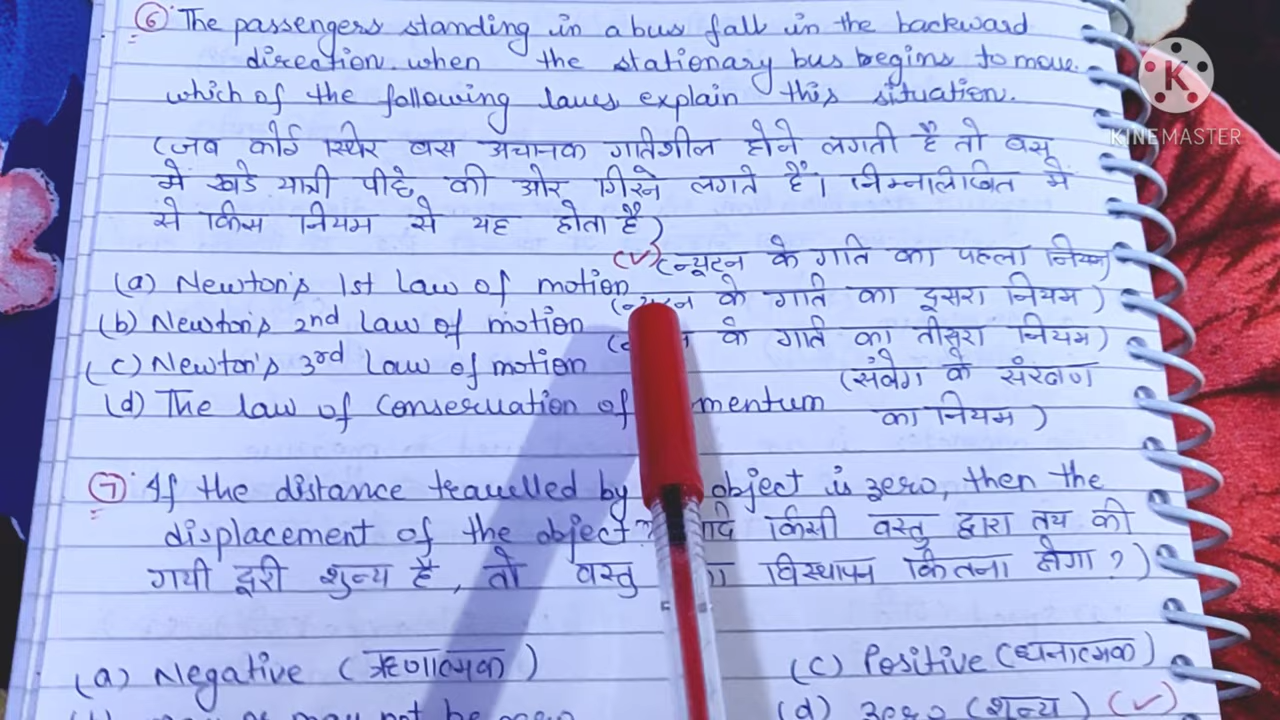 ⑥ The passengers standing in a bus fall in the backward
direction. when the stationary bus begins to move.
which of the following laws explain this situation.
(जब कोई स्थिर बस अचानक गतिशील होने लगती है तो बस
में खडे यात्री पीछे की ओर गिरने लगते हैं। निम्नलिखित में
से किस नियम से यह होता है)
(a) Newton's 1st law of motion (✓) (न्यूटन के गति का पहला नियम)
(b) Newton's 2nd law of motion के गति का दूसरा नियम)
(c) Newton's 3rd Law of motion के गति का तीसरा नियम)
(d) The law of Conservation of mentum (संवेग के संरक्षण
का नियम)
⑦ If the distance travelled by object is zero, then the
displacement of the object? किसी वस्तु द्वारा तय की
गयी दूरी शुन्य है, तो वस्तु विस्थापन कितना होगा?)
(a) Negative (ऋणात्मक)
(c) Positive (धनात्मक)
(d) zero (शून्य) (✓)
KINEMASTER